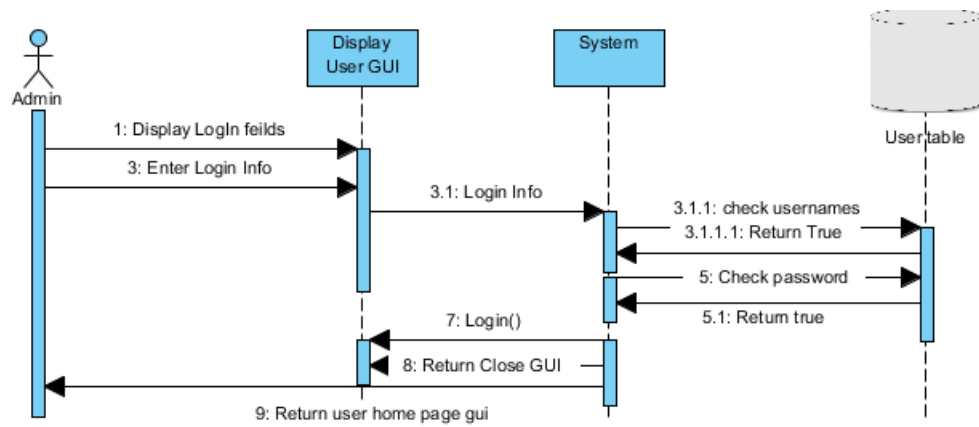 Display
User GUI
System
Admin
User table
1: Display LogIn feilds
3: Enter Login Info
3.1: Login Info
3.1.1: check usernames
3.1.1.1: Return True
5: Check password
5.1: Return true
7: Login()
8: Return Close GUI
9: Return user home page gui